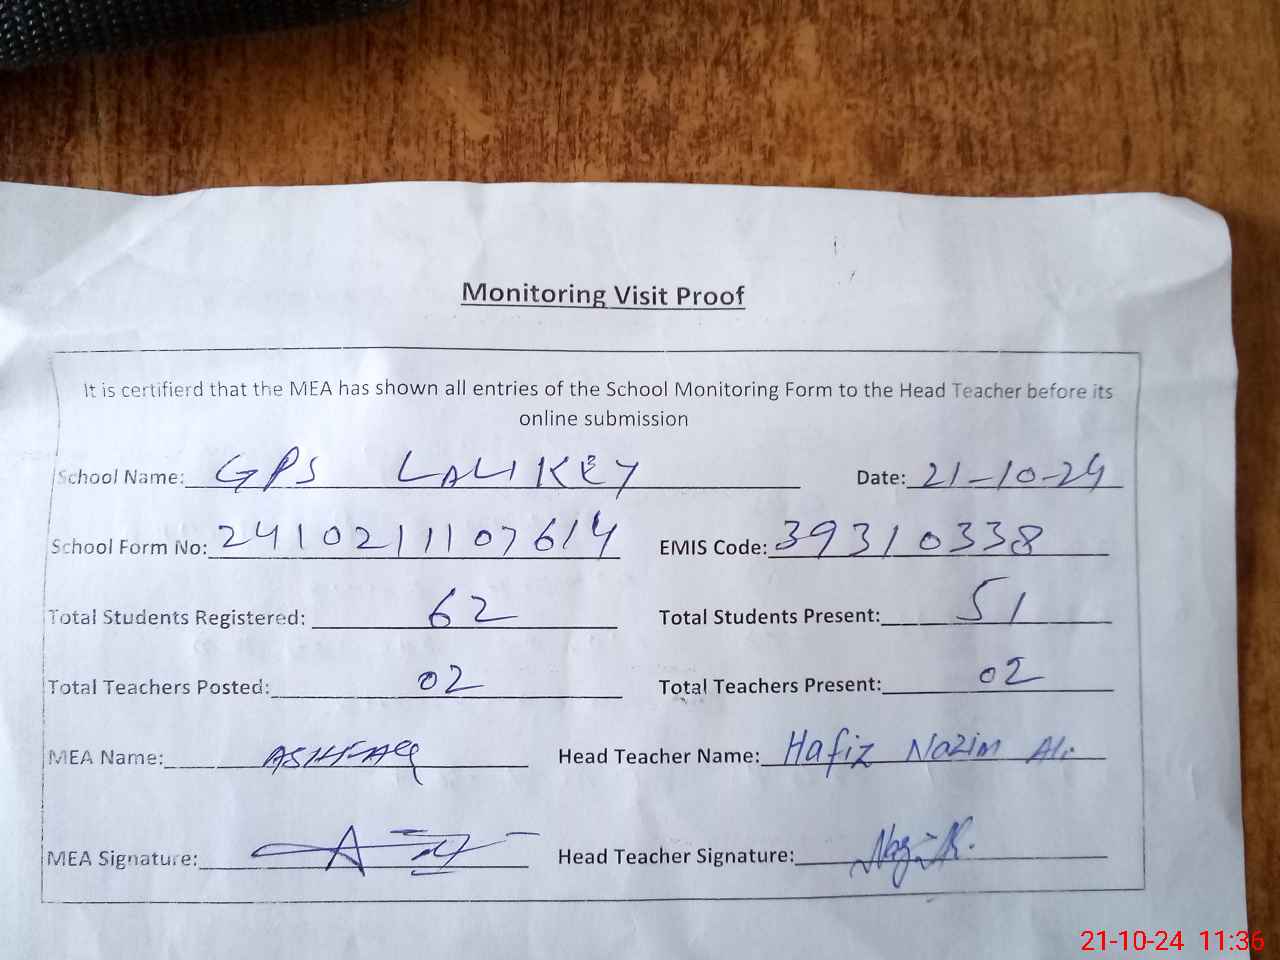 Monitoring Visit Proof
It is certifierd that the MEA has shown all entries of the School Monitoring Form to the Head Teacher before its
online submission
School Name: GPS LALIKEY Date: 21-10-24
School Form No: 2410211107614 EMIS Code: 39310338
Total Students Registered: 62 Total Students Present: 51
Total Teachers Posted: 02 Total Teachers Present: 02
MEA Name: ASHFAQ Head Teacher Name: Hafiz Nazim Ali
MEA Signature: Head Teacher Signature:
21-10-24 11:36